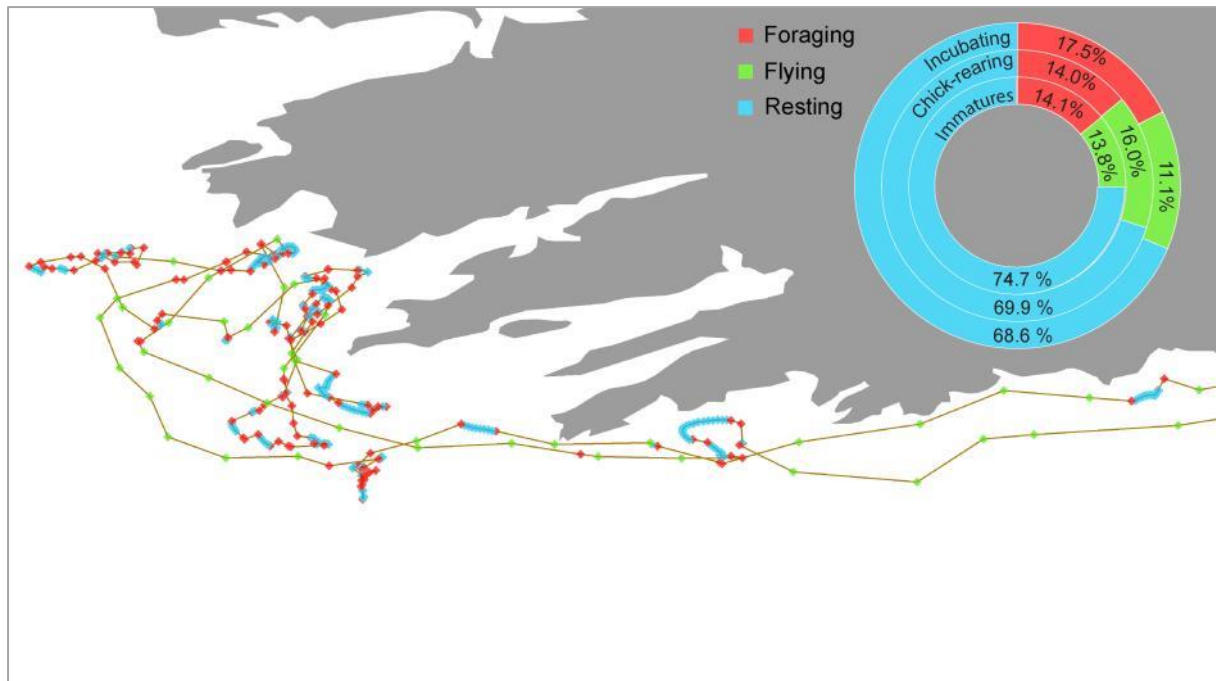 Foraging
Flying
Resting
Incubating
Chick-rearing
Immatures
17.5%
14.0%
14.1%
11.1%
16.0%
13.8%
74.7 %
69.9 %
68.6 %